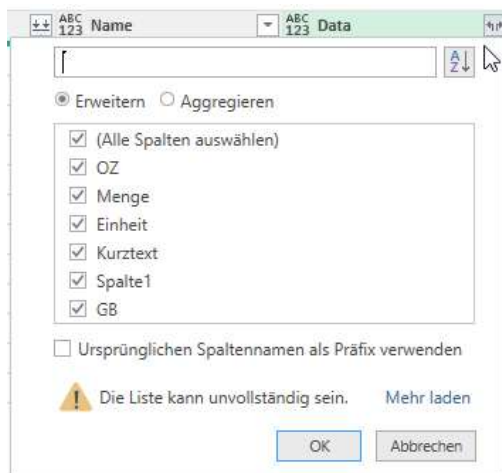 ABC 123 Name ABC 123 Data
A Z
Erweitern Aggregieren
(Alle Spalten auswählen)
OZ
Menge
Einheit
Kurztext
Spalte1
GB
Ursprünglichen Spaltennamen als Präfix verwenden
Die Liste kann unvollständig sein. Mehr laden
OK Abbrechen